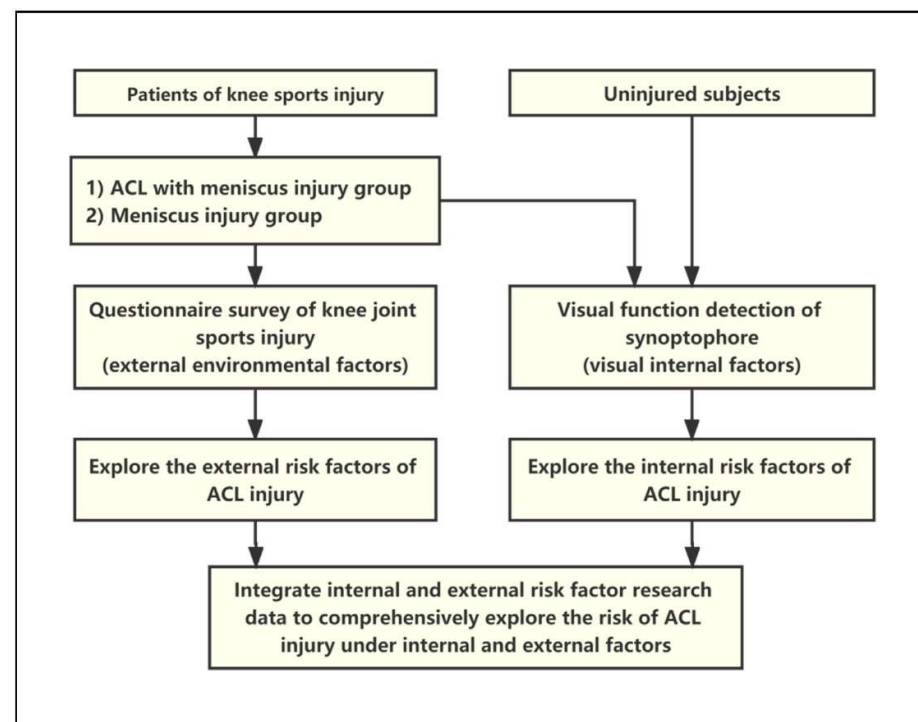 Patients of knee sports injury
Uninjured subjects
1) ACL with meniscus injury group
2) Meniscus injury group
Questionnaire survey of knee joint
sports injury
(external environmental factors)
Visual function detection of
synoptophore
(visual internal factors)
Explore the external risk factors of
ACL injury
Explore the internal risk factors of
ACL injury
Integrate internal and external risk factor research
data to comprehensively explore the risk of ACL
injury under internal and external factors